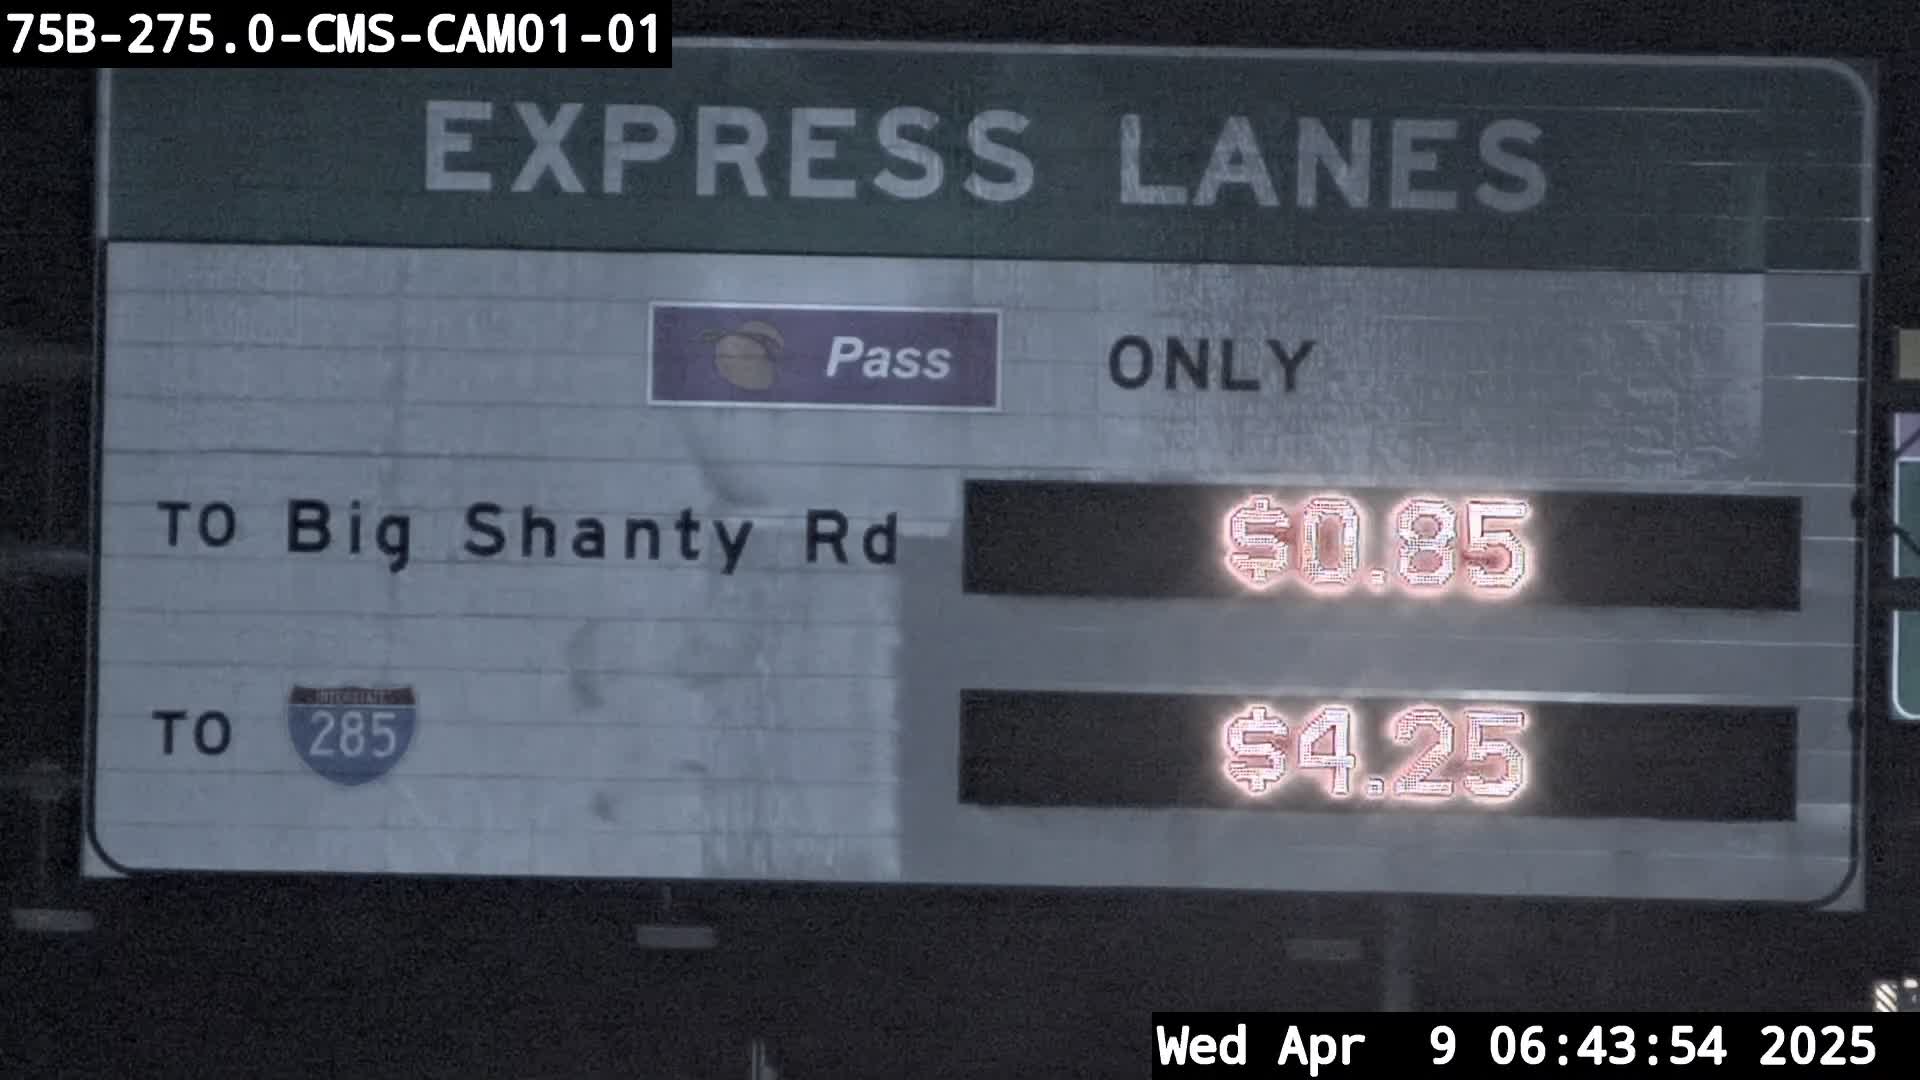 75B-275.0-CMS-CAM01-01
EXPRESS LANES
Pass ONLY
TO Big Shanty Rd $0.85
INTERSTATE
TO 285 $4.25
Wed Apr 9 06:43:54 2025